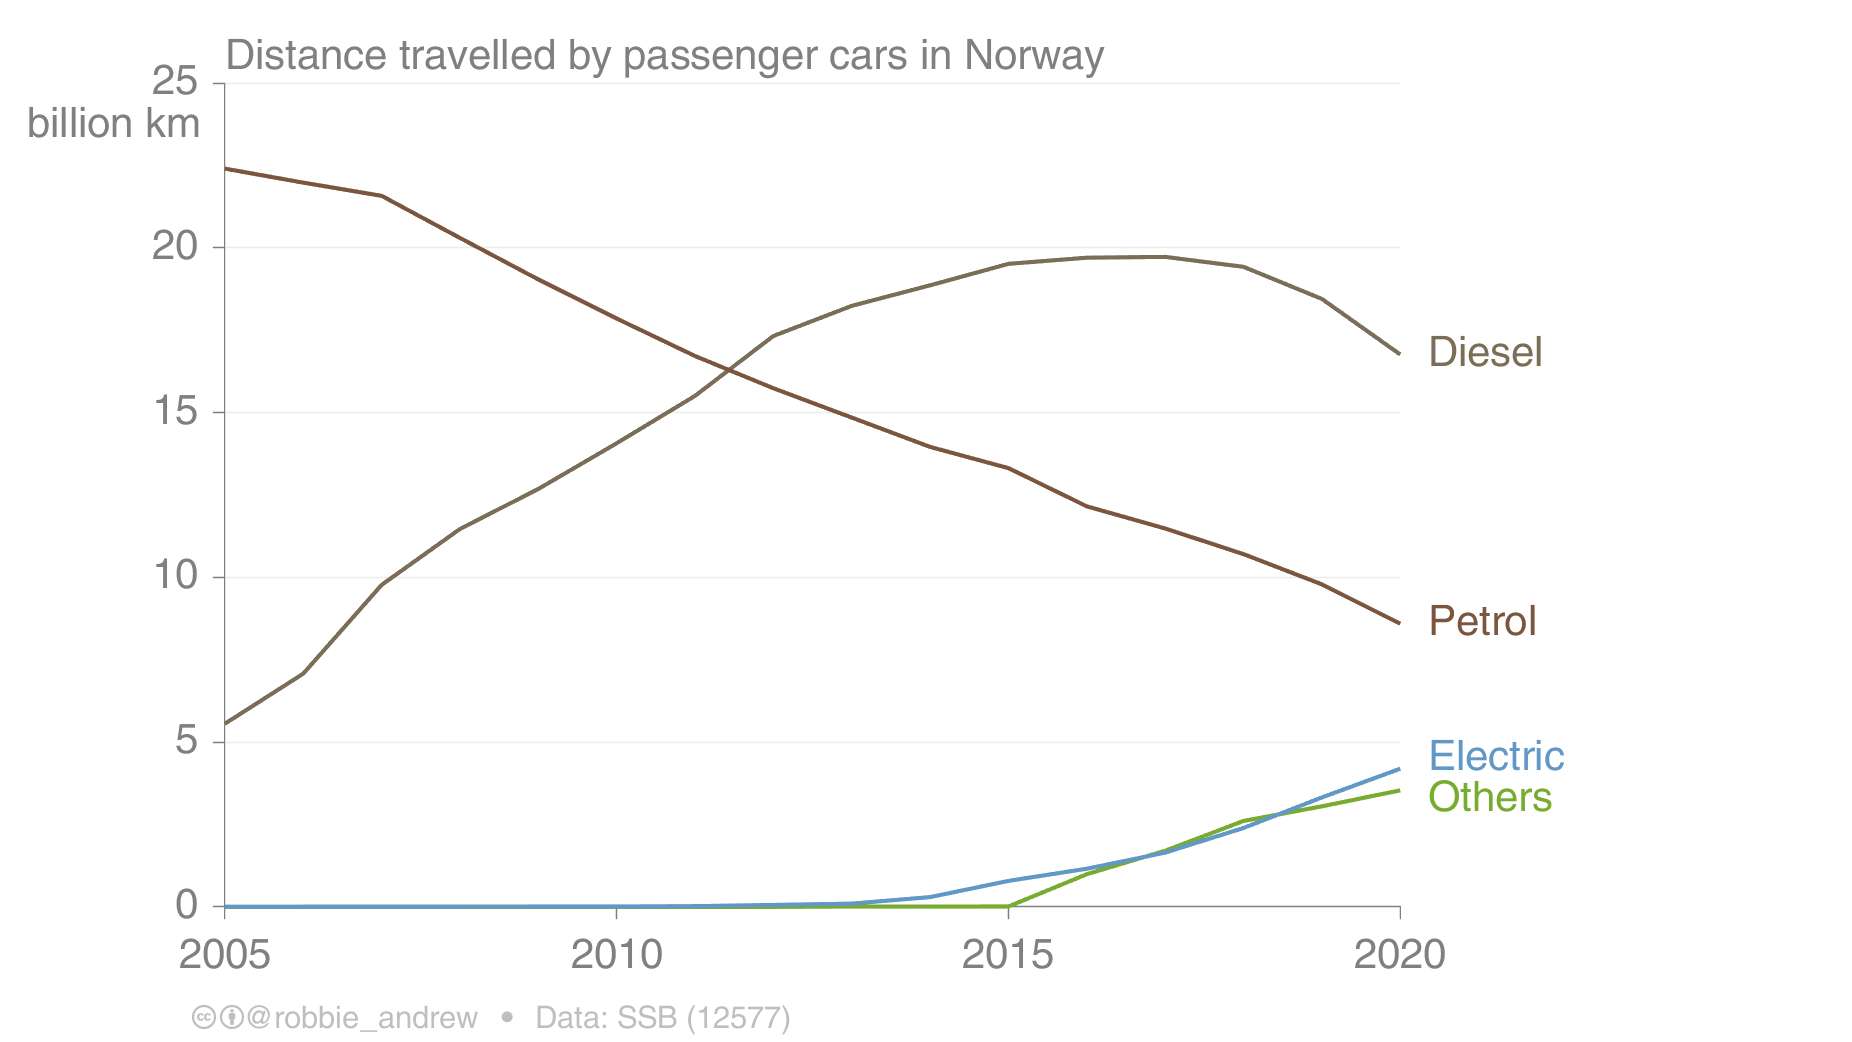 Distance travelled by passenger cars in Norway
25
billion km
20
15
10
5
0
Diesel
Petrol
Electric
Others
2005 2010 2015 2020
cc @robbie_andrew • Data: SSB (12577)